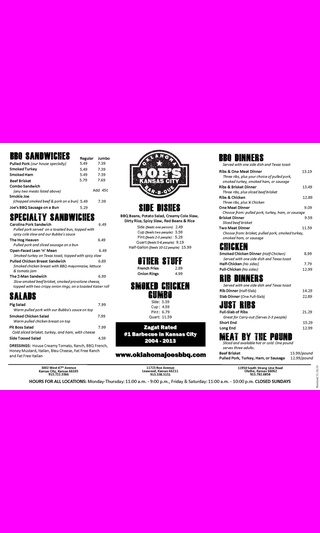 BBQ SANDWICHES
Regular Jumbo
Pulled Pork (our house specialty) 5.49 7.39
Smoked Turkey 5.49 7.39
Smoked Ham 5.49 7.39
Beef Brisket 5.79 7.69
Combo Sandwich Add 40¢
(any two meats listed above)
Smokie Joe
(chopped smoked beef & pork on a bun) 5.49 7.39
Joe's BBQ Sausage on a Bun 5.29
SPECIALTY SANDWICHES
Carolina Pork Sandwich 6.49
Pulled pork served on a toasted bun, topped with
spicy cole slaw and our Bubba's sauce
The Hog Heaven 6.49
Pulled pork and sliced sausage on a bun
Open-Faced Lean 'n' Mean 6.99
Smoked turkey on Texas toast, topped with spicy slaw
Pulled Chicken Breast Sandwich 6.99
Smoked chicken breast with BBQ mayonnaise, lettuce
& tomato
The Z-Man Sandwich 6.99
Slow-smoked beef brisket, smoked provolone cheese,
topped with two crispy onion rings, on a toasted Kaiser roll
SALADS
Pig Salad 7.99
Warm pulled pork with our Bubba's sauce on top
Smoked Chicken Salad 7.99
Warm pulled chicken breast on top
Pit Boss Salad 7.99
Cold sliced brisket, turkey, and ham, with cheese
Side Tossed Salad 4.59
DRESSINGS: House Creamy Tomato, Ranch, BBQ French,
Honey Mustard, Italian, Bleu Cheese, Fat Free Ranch
and Fat Free Italian
OKLAHOMA
JOE'S
KANSAS CITY
BAR-B-QUE
SIDE DISHES
BBQ Beans, Potato Salad, Creamy Cole Slaw,
Dirty Rice, Spicy Slaw, Red Beans & Rice
Side (feeds one person) 2.49
Cup (feeds two people) 3.59
Pint (feeds 2-4 people) 5.29
Quart (feeds 6-8 people) 9.19
Half-Gallon (feeds 10-12 people) 15.99
OTHER STUFF
French Fries 2.69
Onion Rings 4.99
SMOKED CHICKEN
GUMBO
Side : 3.39
Cup : 4.59
Pint : 6.79
Quart: 11.59
Zagat Rated
#1 Barbecue in Kansas City
2004 - 2013
www.oklahomajoesbbq.com
BBQ DINNERS
Served with one side dish and Texas toast
Ribs & One Meat Dinner 15.19
Three ribs, plus your choice of pulled pork,
smoked turkey, smoked ham, or sausage
Ribs & Brisket Dinner 13.49
Three ribs, plus sliced beef brisket
Ribs & Chicken 12.89
Three ribs, plus ¼ Chicken
One Meat Dinner 9.29
Choose from: pulled pork, turkey, ham, or sausage
Brisket Dinner 9.59
Sliced beef brisket
Two Meat Dinner 11.59
Choose from: brisket, pulled pork, smoked turkey,
smoked ham, or sausage
CHICKEN
Smoked Chicken Dinner (Half Chicken) 8.99
Served with one side dish and Texas toast
Half-Chicken (No sides) 7.79
Full-Chicken (No sides) 12.99
RIB DINNERS
Served with one side dish and Texas toast
Rib Dinner 14.29
Slab Dinner (One Full-Slab) 22.89
JUST RIBS
Full-Slab of Ribs 21.29
Great for Carry-out (Serves 2-3 people)
Short End 15.29
Long End 12.99
MEAT BY THE POUND
Sliced and available hot or cold. One pound
serves three adults.
Beef Brisket 13.99/pound
Pulled Pork, Turkey, Ham, or Sausage 12.99/pound
3002 West 47th Avenue
Kansas City, Kansas 66103
913.722.3366
11723 Roe Avenue
Leawood, Kansas 66211
913.338.5151
11950 South Strang Line Road
Olathe, Kansas 66062
913.782.6858
HOURS FOR ALL LOCATIONS: Monday-Thursday: 11:00 a.m. - 9:00 p.m., Friday & Saturday: 11:00 a.m. - 10:00 p.m. CLOSED SUNDAYS